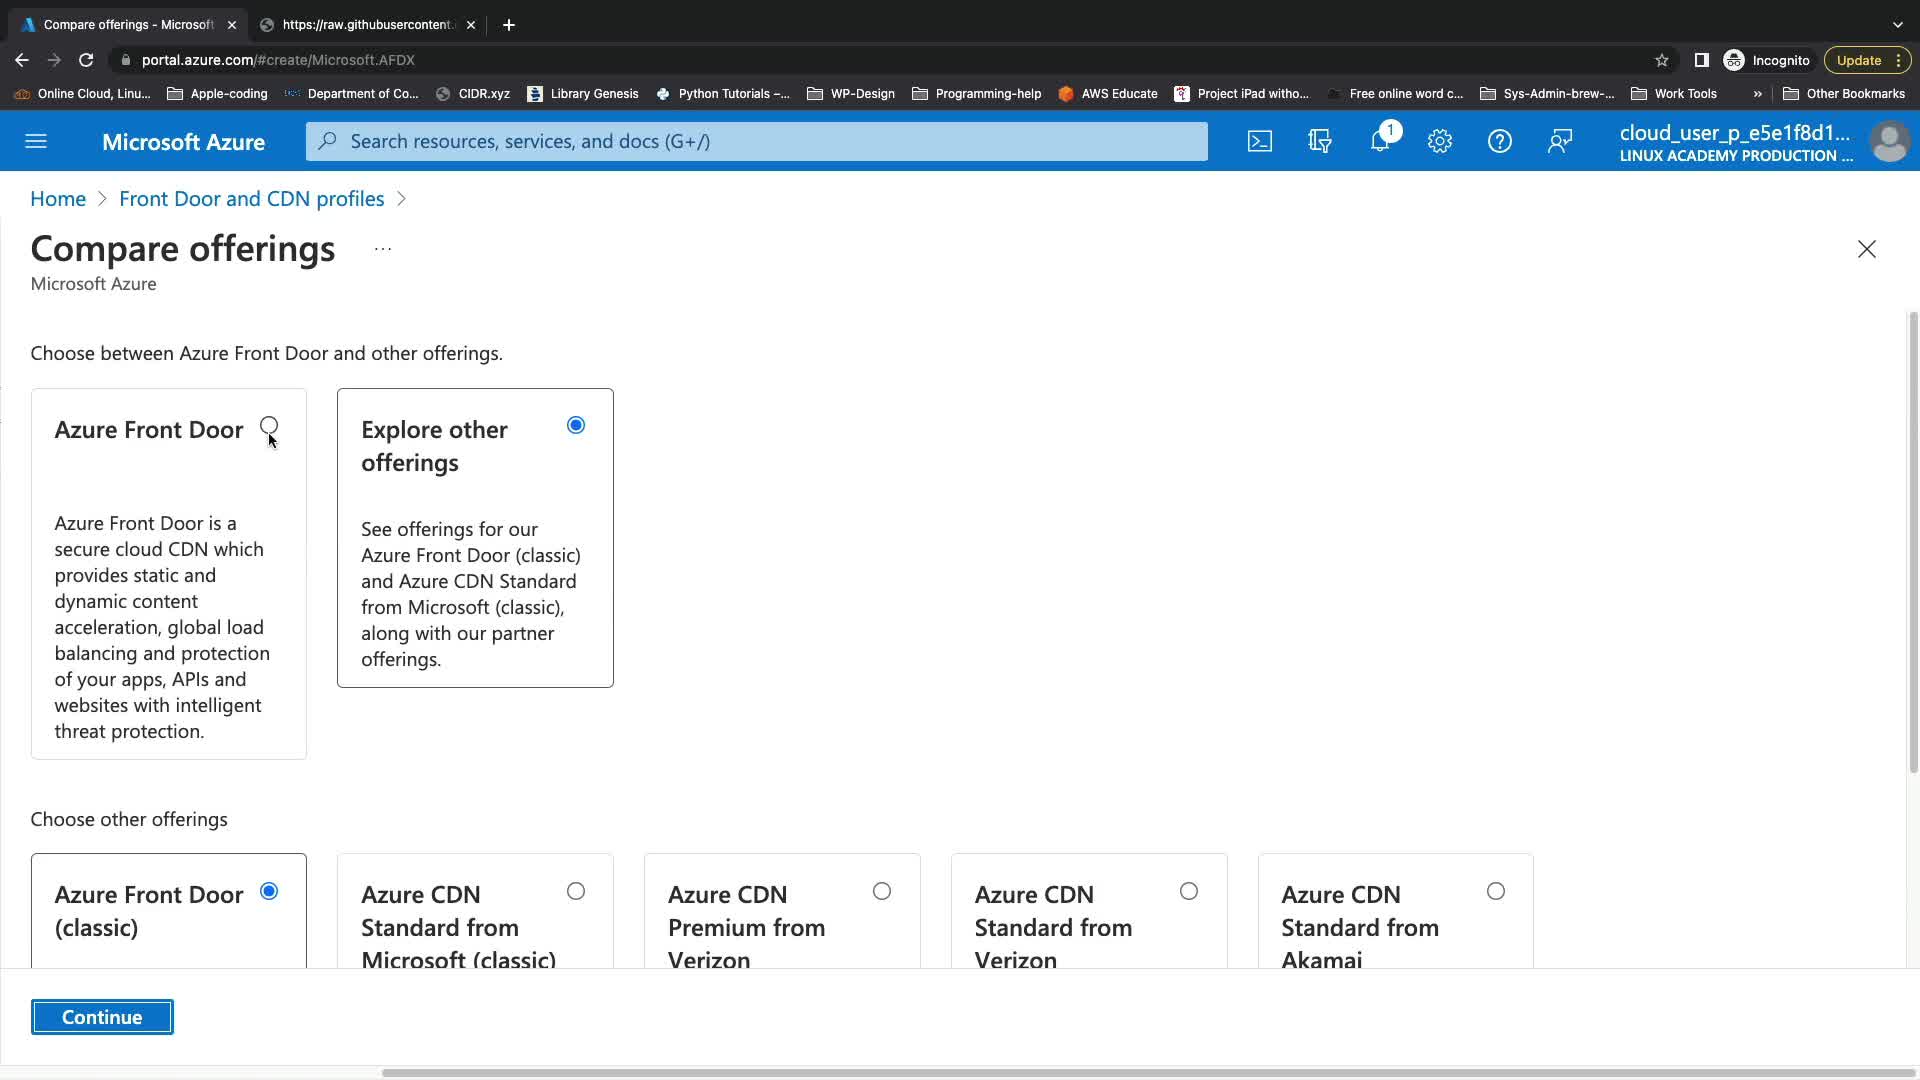 Compare offerings - Microsoft
https://raw.githubusercontent.
portal.azure.com/#create/Microsoft.AFDX
Incognito
Update
Online Cloud, Linu...
Apple-coding
Department of Co...
CIDR.xyz
Library Genesis
Python Tutorials –...
WP-Design
Programming-help
AWS Educate
Project iPad witho...
Free online word c...
Sys-Admin-brew-...
Work Tools
»
Other Bookmarks
Microsoft Azure
Search resources, services, and docs (G+/)
1
cloud_user_p_e5e1f8d1...
LINUX ACADEMY PRODUCTION ...
Home > Front Door and CDN profiles >
Compare offerings ...
Microsoft Azure
Choose between Azure Front Door and other offerings.
Azure Front Door
Azure Front Door is a
secure cloud CDN which
provides static and
dynamic content
acceleration, global load
balancing and protection
of your apps, APIs and
websites with intelligent
threat protection.
Explore other
offerings
See offerings for our
Azure Front Door (classic)
and Azure CDN Standard
from Microsoft (classic),
along with our partner
offerings.
Choose other offerings
Azure Front Door
(classic)
Azure CDN
Standard from
Microsoft (classic)
Azure CDN
Premium from
Verizon
Azure CDN
Standard from
Verizon
Azure CDN
Standard from
Akamai
Continue